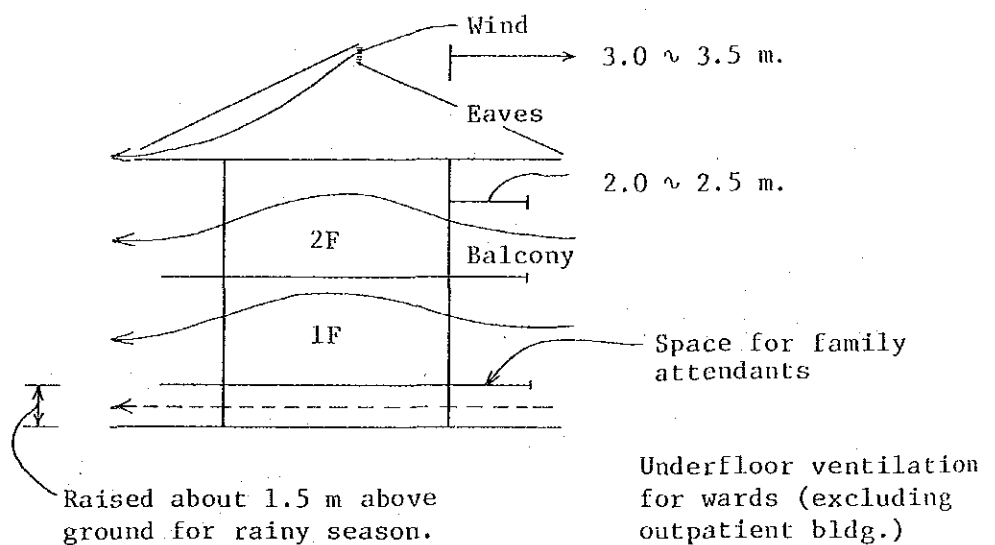 Wind
3.0 ∿ 3.5 m.
Eaves
2.0 ∿ 2.5 m.
2F
Balcony
1F
Space for family
attendants
Raised about 1.5 m above
ground for rainy season.
Underfloor ventilation
for wards (excluding
outpatient bldg.)